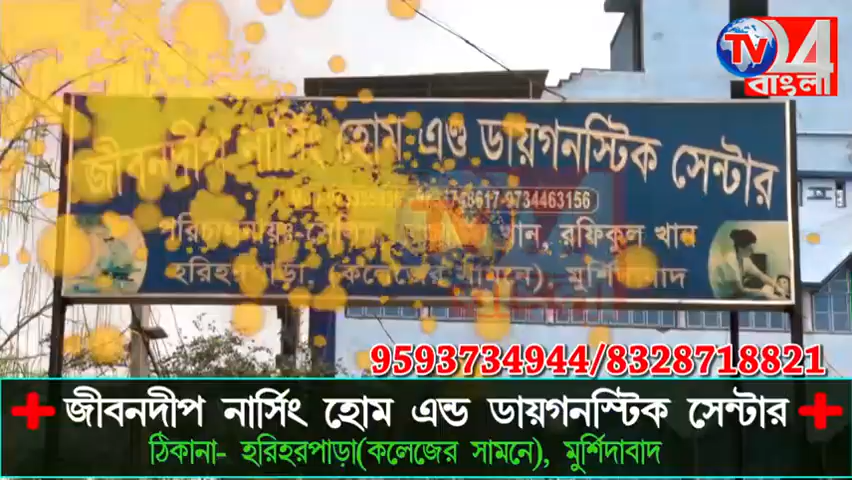 TV 24
বাংলা
জীবনদীপ নার্সিং হোম এণ্ড ডায়গনস্টিক সেন্টার
9734463156
খান, রফিকুল খান
হরিহরপাড়া, (কলেজের সামনে), মুর্শিদাবাদ
9593734944/8328718821
জীবনদীপ নার্সিং হোম এন্ড ডায়গনস্টিক সেন্টার
ঠিকানা- হরিহরপাড়া(কলেজের সামনে), মুর্শিদাবাদ